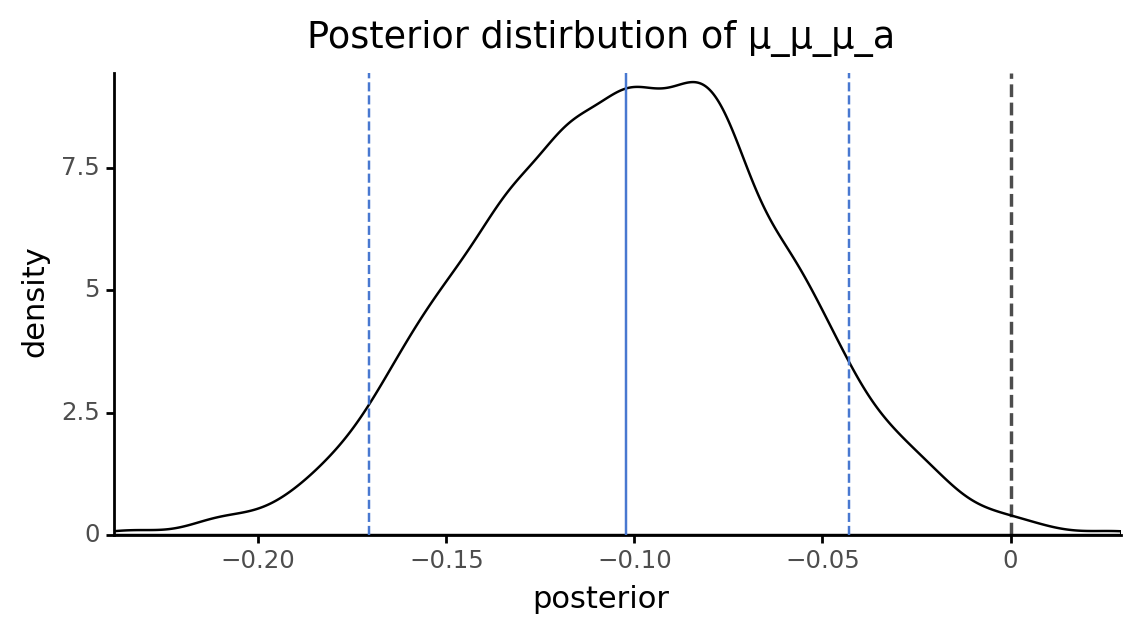 Posterior distirbution of μ_μ_μ_a
density
7.5
5
2.5
0
−0.20 −0.15 −0.10 −0.05 0
posterior